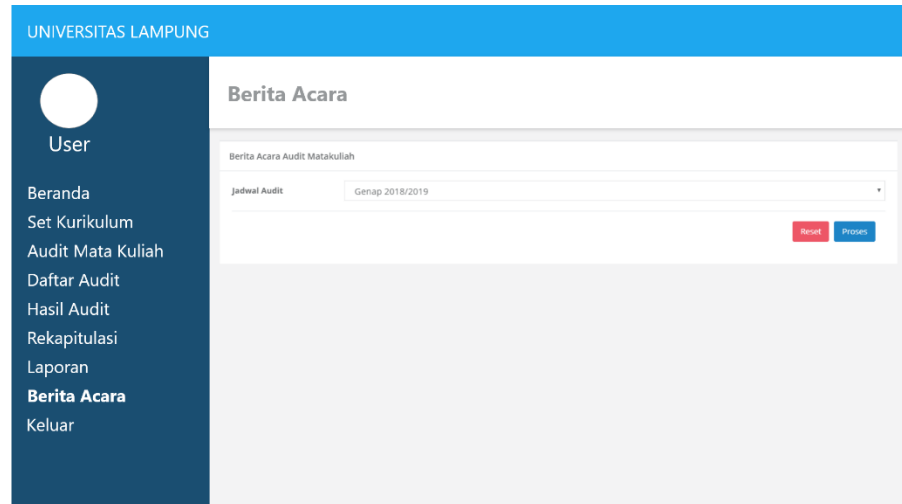 UNIVERSITAS LAMPUNG
User
Beranda
Set Kurikulum
Audit Mata Kuliah
Daftar Audit
Hasil Audit
Rekapitulasi
Laporan
Berita Acara
Keluar
Berita Acara
Berita Acara Audit Matakuliah
Jadwal Audit Genap 2018/2019
Reset Proses